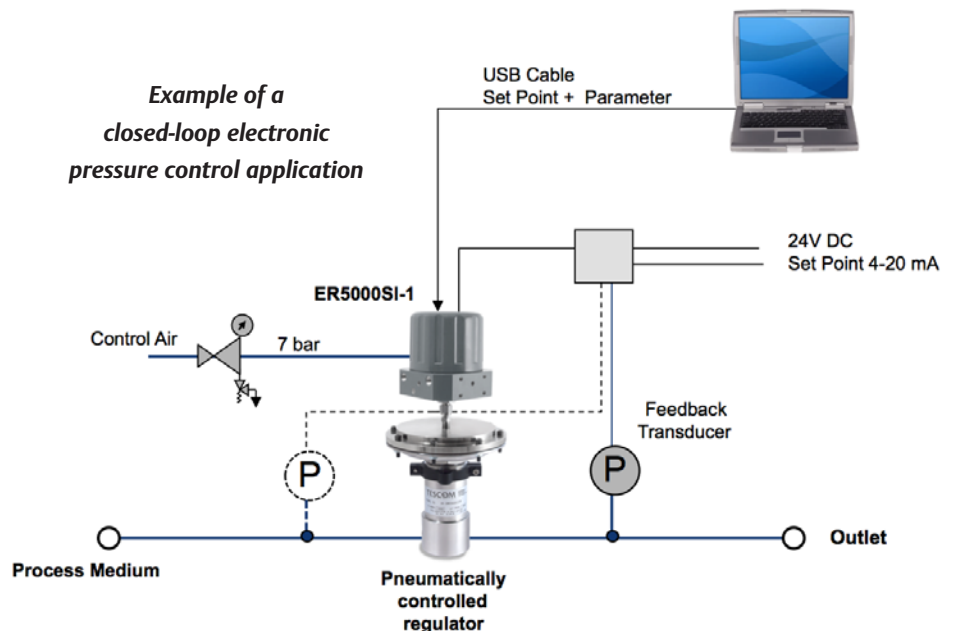 Example of a
closed-loop electronic
pressure control application
USB Cable
Set Point + Parameter
24V DC
Set Point 4-20 mA
ER5000SI-1
Control Air
7 bar
Feedback
Transducer
P
P
TESCOM
Process Medium
Outlet
Pneumatically
controlled
regulator